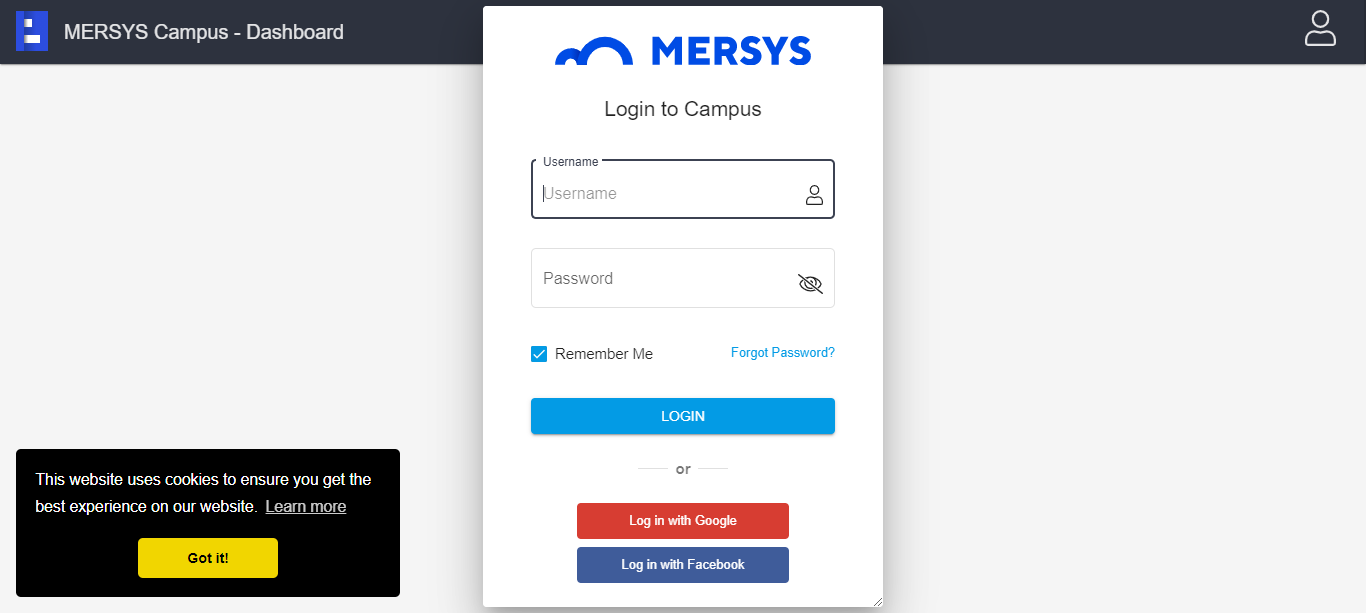 MERSYS Campus - Dashboard
MERSYS
Login to Campus
Username
Username
Password
Remember Me
Forgot Password?
LOGIN
or
Log in with Google
Log in with Facebook
This website uses cookies to ensure you get the
best experience on our website. Learn more
Got it!